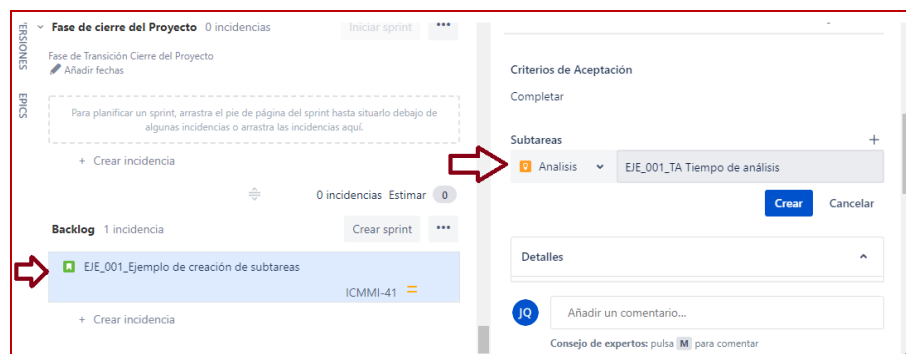 ERSIONES
EPICS
Fase de cierre del Proyecto 0 incidencias
Iniciar sprint
Fase de Transición Cierre del Proyecto
Añadir fechas
Para planificar un sprint, arrastra el pie de página del sprint hasta situarlo debajo de
algunas incidencias o arrastra las incidencias aquí.
+ Crear incidencia
0 incidencias Estimar 0
Backlog 1 incidencia
Crear sprint
EJE_001_Ejemplo de creación de subtareas
ICMMI-41
+ Crear incidencia
Criterios de Aceptación
Completar
Subtareas
Analisis
EJE_001_TA Tiempo de análisis
Crear Cancelar
Detalles
JQ
Añadir un comentario...
Consejo de expertos: pulsa M para comentar